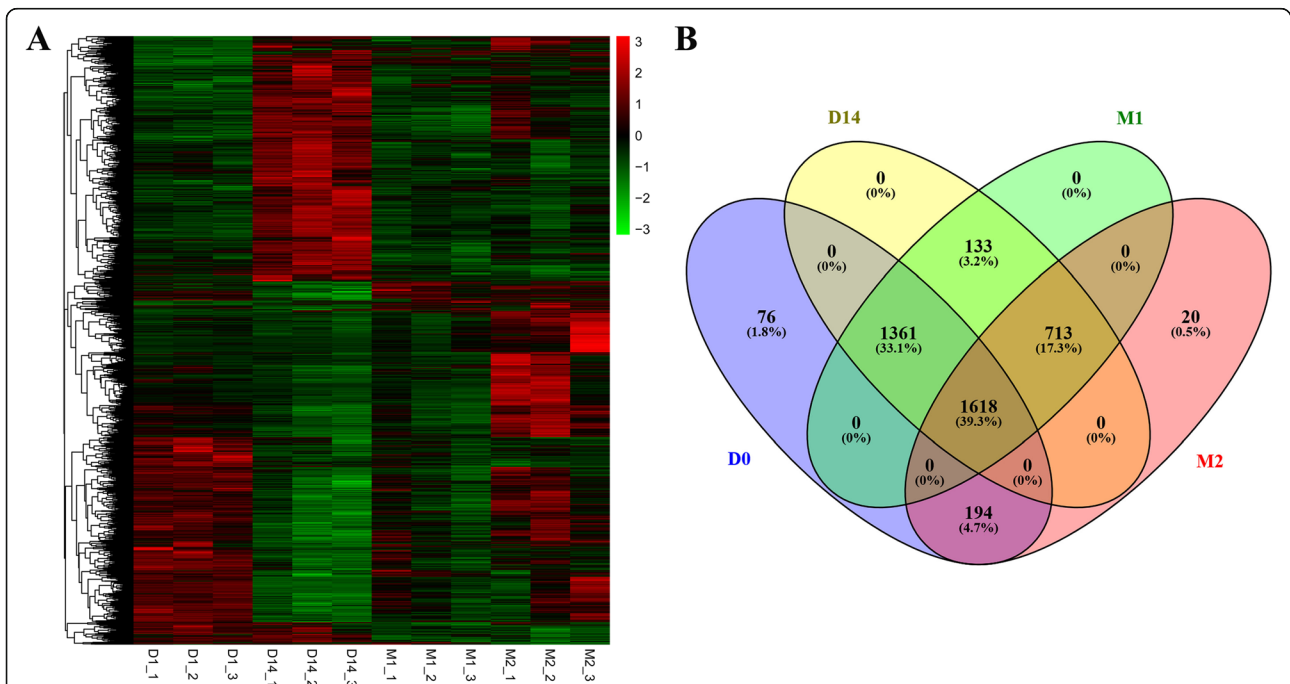 A
3
2
1
0
−1
−2
−3
D1_1
D1_2
D1_3
D14_1
D14_2
D14_3
M1_1
M1_2
M1_3
M2_1
M2_2
M2_3
B
D14
M1
0
(0%)
0
(0%)
0
(0%)
133
(3.2%)
0
(0%)
76
(1.8%)
1361
(33.1%)
713
(17.3%)
20
(0.5%)
1618
(39.3%)
0
(0%)
0
(0%)
D0
M2
0
(0%)
0
(0%)
194
(4.7%)